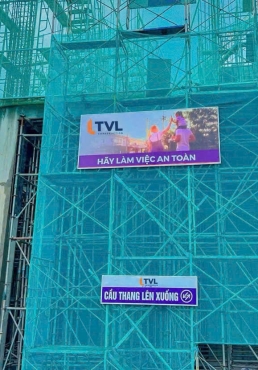 TVL
HÃY LÀM VIỆC AN TOÀN
TVL
CẦU THANG LÊN XUỐNG